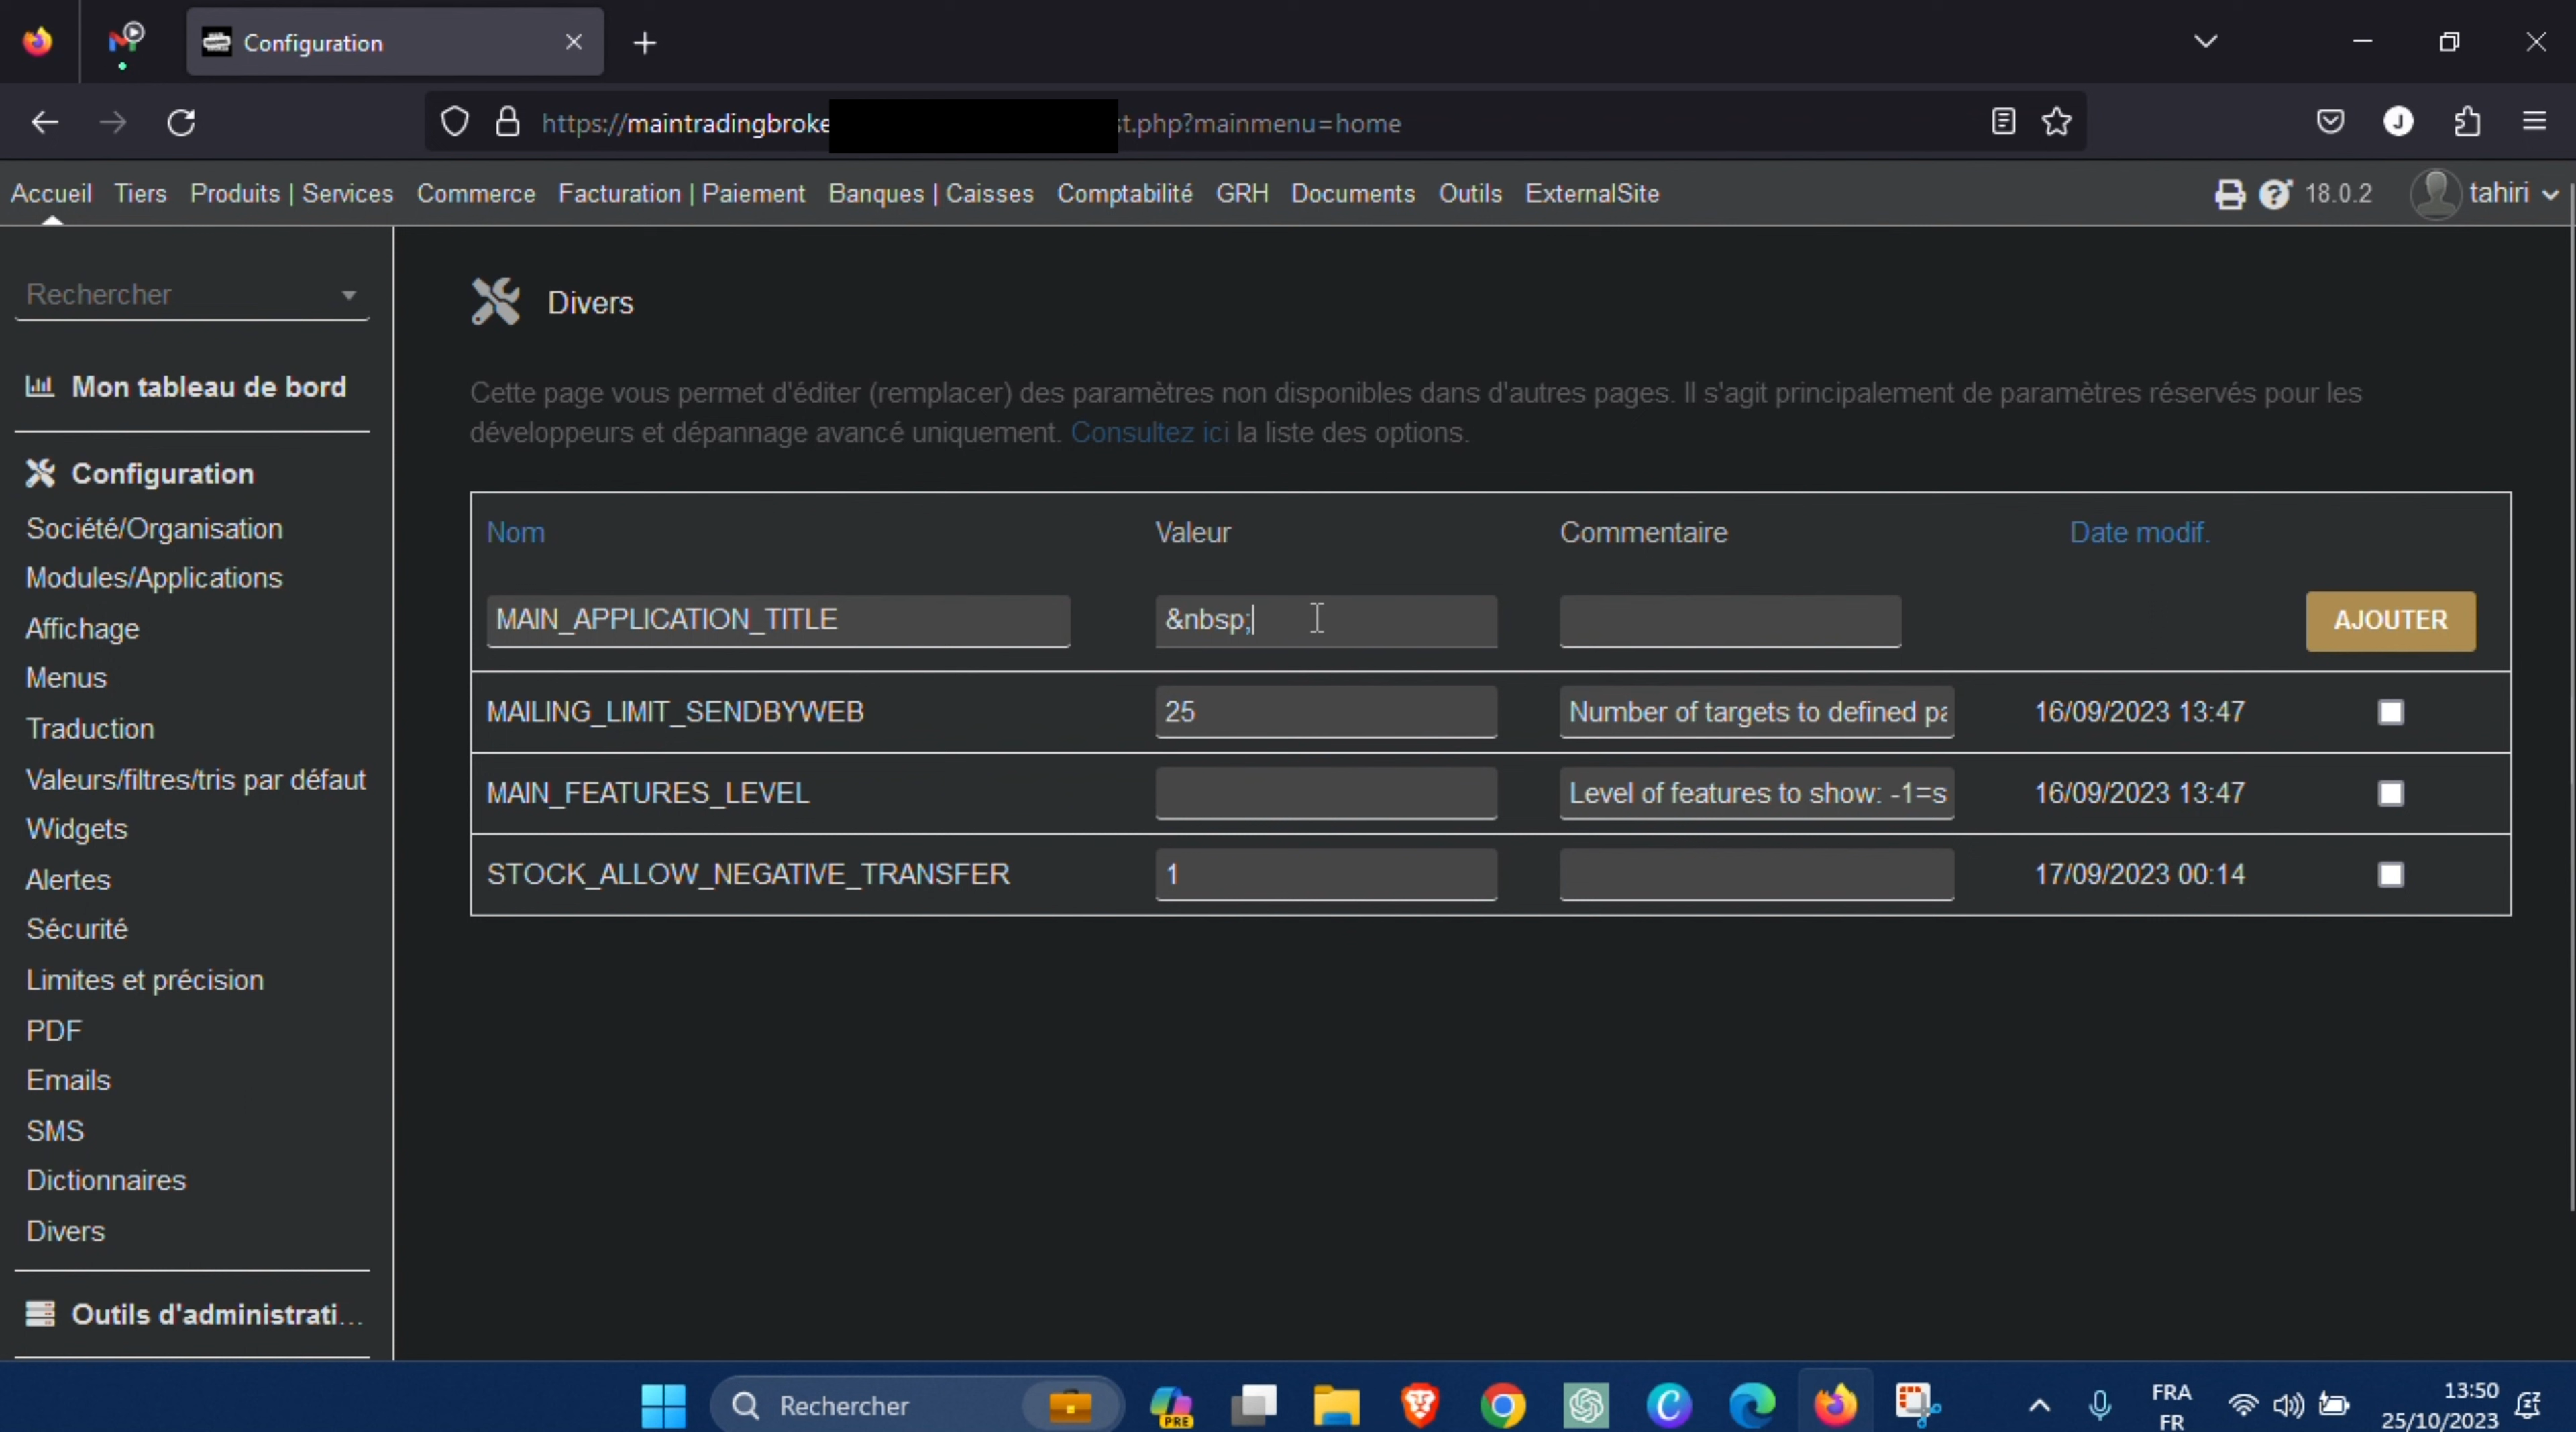 Configuration
https://maintradingbroke st.php?mainmenu=home
J
Accueil Tiers Produits | Services Commerce Facturation | Paiement Banques | Caisses Comptabilité GRH Documents Outils ExternalSite 18.0.2 tahiri
Rechercher
Mon tableau de bord
Configuration
Société/Organisation
Modules/Applications
Affichage
Menus
Traduction
Valeurs/filtres/tris par défaut
Widgets
Alertes
Sécurité
Limites et précision
PDF
Emails
SMS
Dictionnaires
Divers
Outils d'administrati...
Divers
Cette page vous permet d'éditer (remplacer) des paramètres non disponibles dans d'autres pages. Il s'agit principalement de paramètres réservés pour les
développeurs et dépannage avancé uniquement. Consultez ici la liste des options.
Nom Valeur Commentaire Date modif.
MAIN_APPLICATION_TITLE &nbsp; AJOUTER
MAILING_LIMIT_SENDBYWEB 25 Number of targets to defined pa 16/09/2023 13:47
MAIN_FEATURES_LEVEL Level of features to show: -1=s 16/09/2023 13:47
STOCK_ALLOW_NEGATIVE_TRANSFER 1 17/09/2023 00:14
Rechercher
PRE
FRA
FR
13:50
25/10/2023